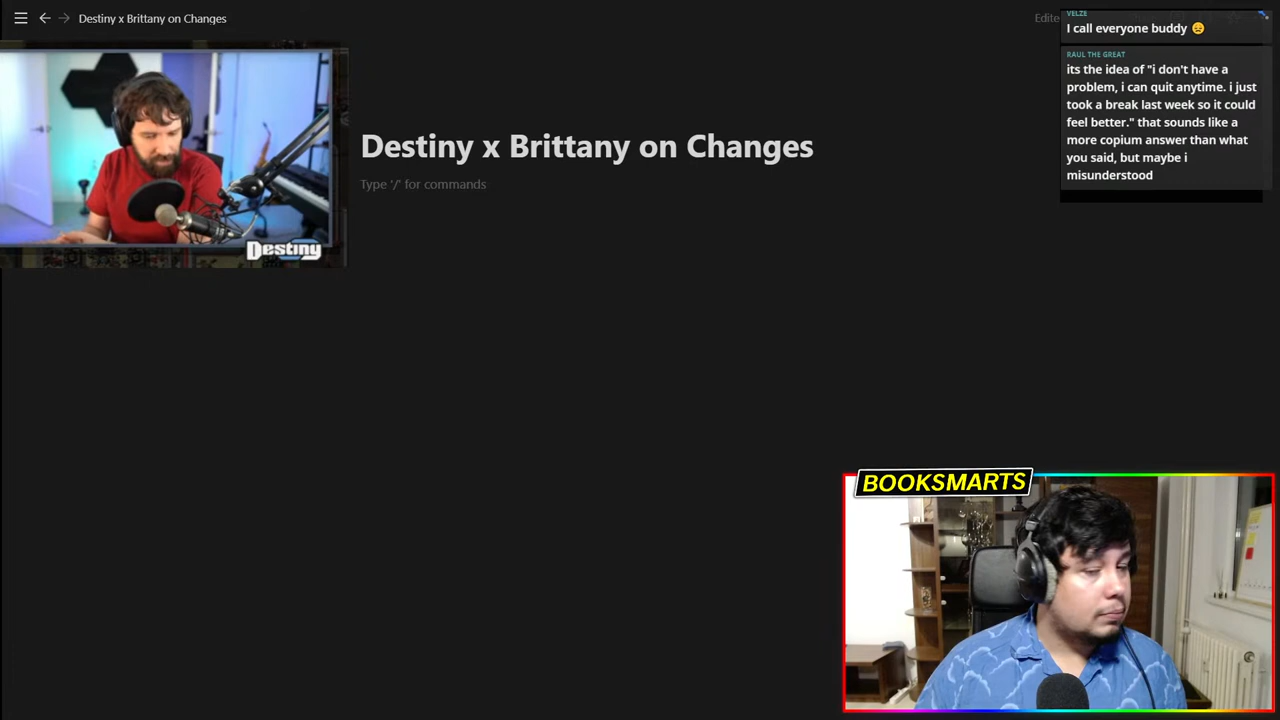 Destiny x Brittany on Changes
Edite
VELZE
I call everyone buddy 😣
RAUL THE GREAT
its the idea of "i don't have a
problem, i can quit anytime. i just
took a break last week so it could
feel better." that sounds like a
more copium answer than what
you said, but maybe i
misunderstood
Destiny x Brittany on Changes
Type '/' for commands
Destiny
BOOKSMARTS